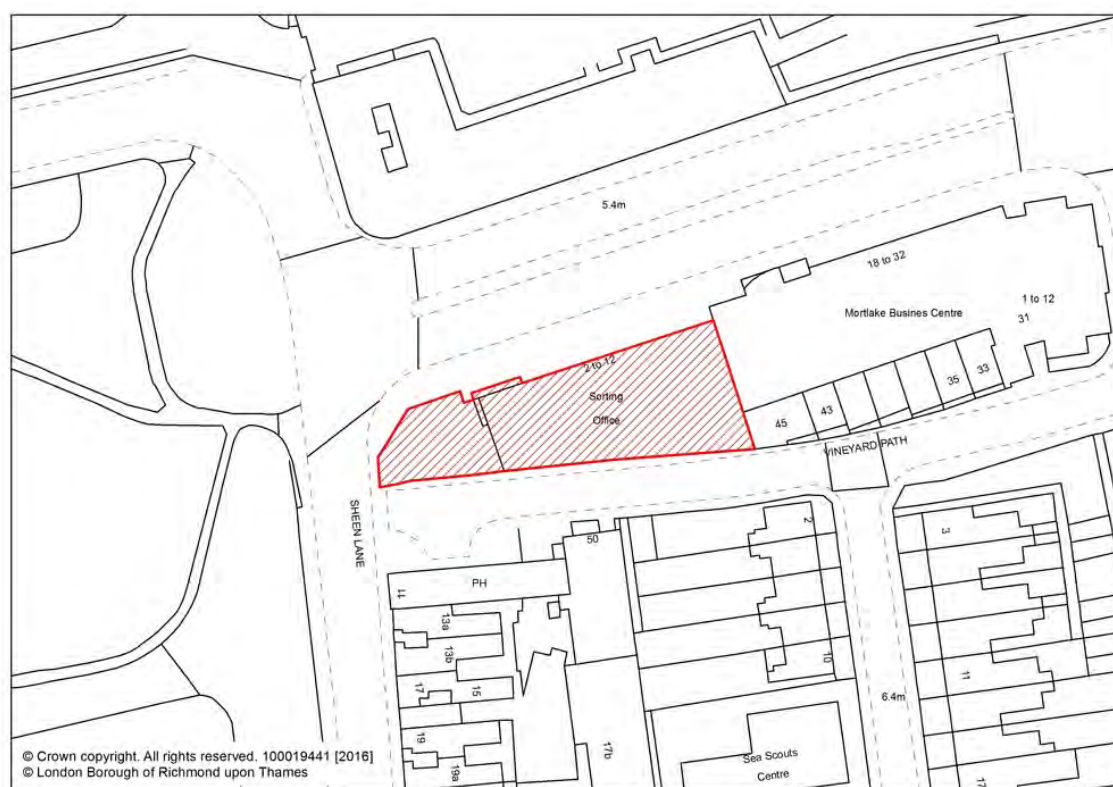 5.4m
18 to 32
Mortlake Busines Centre
1 to 12
31
2 to 12
Sorting
Office
33
35
43
45
VINEYARD PATH
SHEEN LANE
50
2
3
PH
11
13a
13b
17
15
10
11
6.4m
19
17b
Sea Scouts
Centre
19a
17
© Crown copyright. All rights reserved. 100019441 [2016]
© London Borough of Richmond upon Thames